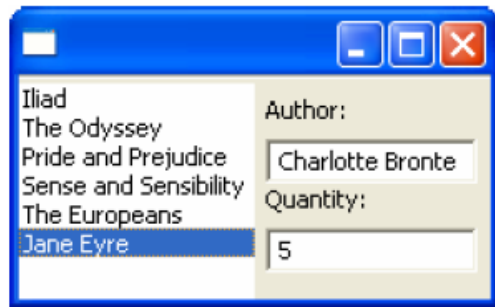 Iliad
The Odyssey
Pride and Prejudice
Sense and Sensibility
The Europeans
Jane Eyre
Author:
Charlotte Bronte
Quantity:
5